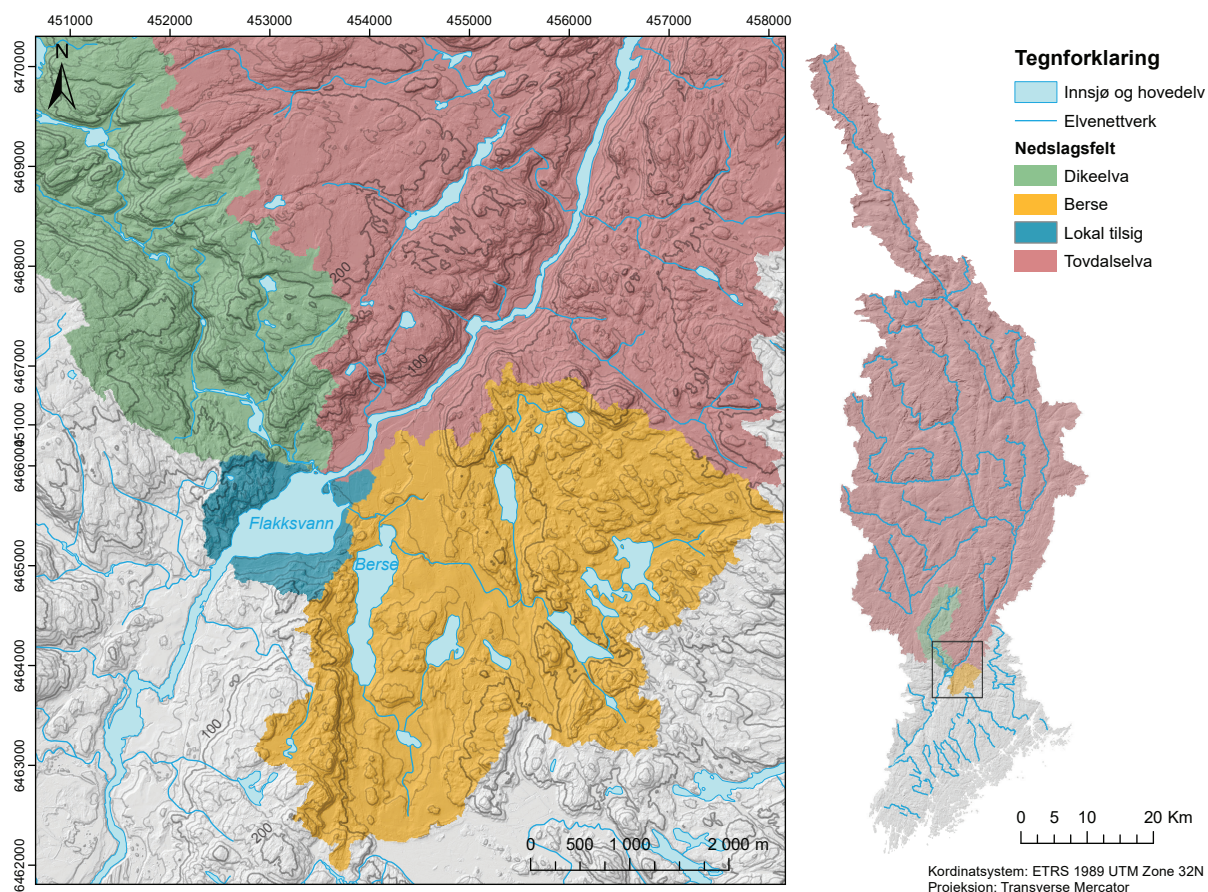 451000 452000 453000 454000 455000 456000 457000 458000
N
6470000
6469000
6468000
6467000
451000
6466000
6465000
6464000
6463000
6462000
200
100
Flakksvann
Berse
100
200
0 500 1 000 2 000 m
Tegnforklaring
Innsjø og hovedelv
Elvenettverk
Nedslagsfelt
Dikeelva
Berse
Lokal tilsig
Tovdalselva
0 5 10 20 Km
Kordinatsystem: ETRS 1989 UTM Zone 32N
Projeksjon: Transverse Mercator